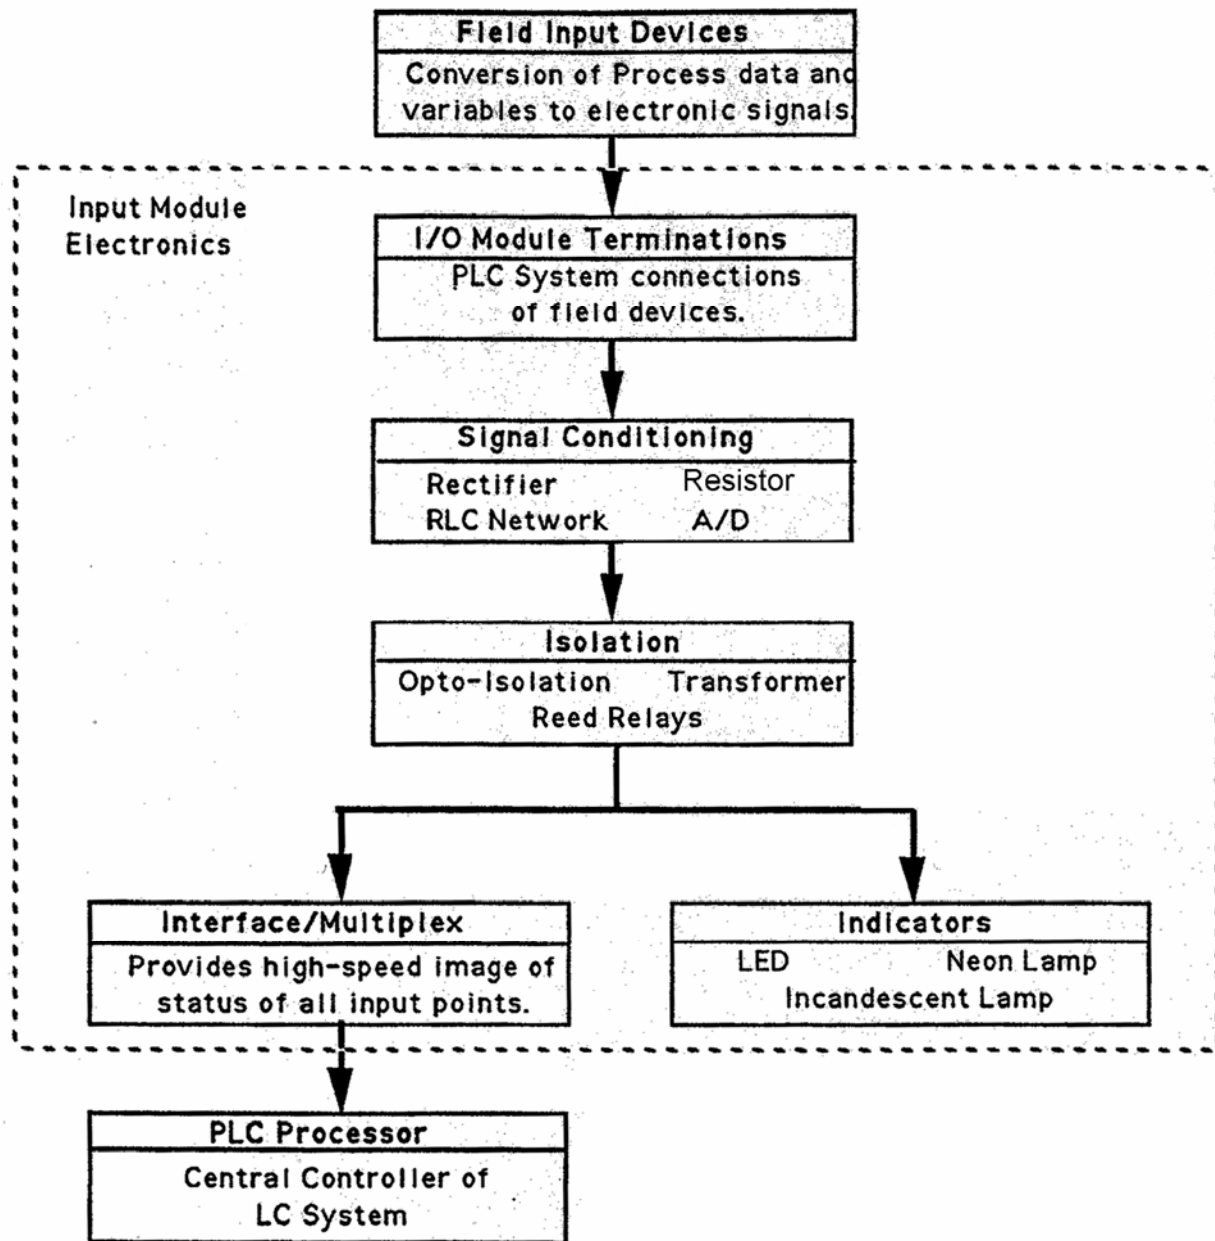 Field Input Devices
Conversion of Process data and
variables to electronic signals.
Input Module
Electronics
I/O Module Terminations
PLC System connections
of field devices.
Signal Conditioning
Rectifier Resistor
RLC Network A/D
Isolation
Opto-Isolation Transformer
Reed Relays
Interface/Multiplex
Provides high-speed image of
status of all input points.
Indicators
LED Neon Lamp
Incandescent Lamp
PLC Processor
Central Controller of
LC System